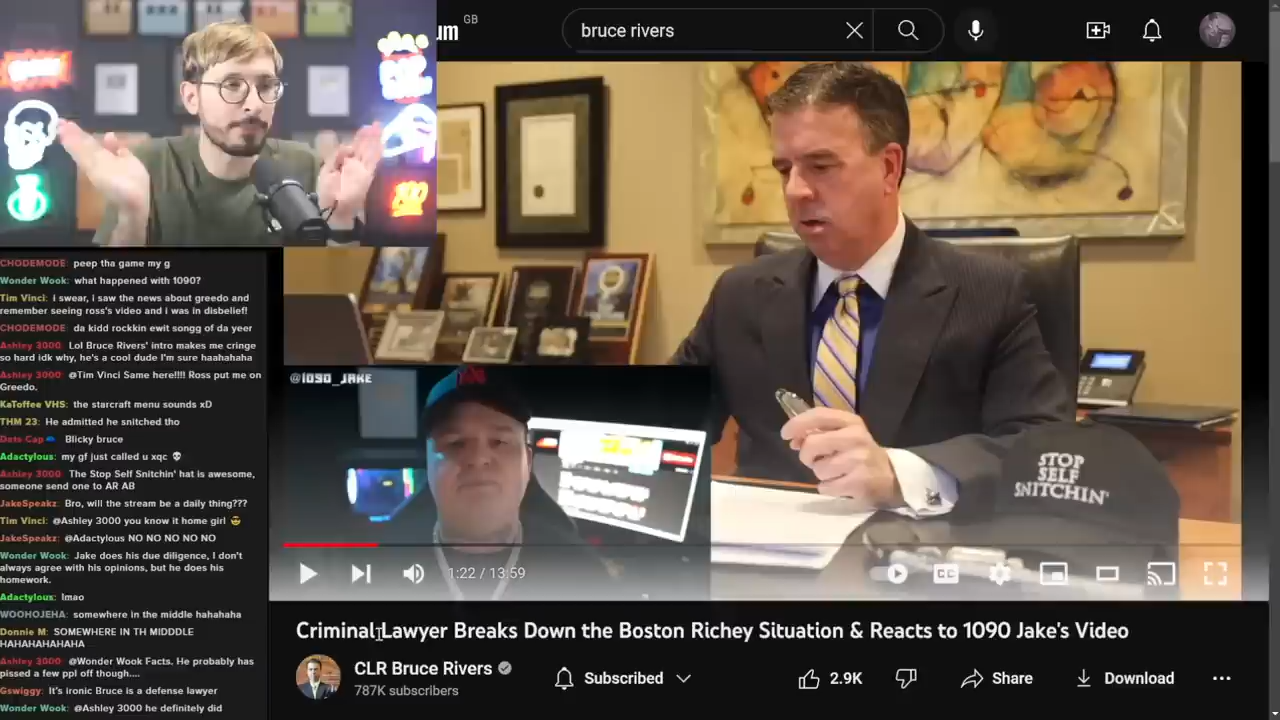 um GB
bruce rivers
CHODEMODE: peep tha game my g
Wonder Wook: what happened with 1090?
Tim Vinci: i swear, i saw the news about greedo and
remember seeing ross's video and i was in disbelief!
CHODEMODE: da kidd rockkin ewit songg of da yeer
Ashley 3000: Lol Bruce Rivers' intro makes me cringe
so hard idk why, he's a cool dude I'm sure haahahaha
Ashley 3000: @Tim Vinci Same here!!!! Ross put me on
Greedo.
KaToffee VHS: the starcraft menu sounds xD
THM 23: He admitted he snitched tho
Dets Cap: Blicky bruce
Adactylous: my gf just called u xqc 💀
Ashley 3000: The Stop Self Snitchin' hat is awesome,
someone send one to AR AB
JakeSpeakz: Bro, will the stream be a daily thing???
Tim Vinci: @Ashley 3000 you know it home girl 😎
JakeSpeakz: @Adactylous NO NO NO NO NO
Wonder Wook: Jake does his due diligence, I don't
always agree with his opinions, but he does his
homework.
Adactylous: lmao
WOOHOJEHA: somewhere in the middle hahahaha
Donnie M: SOMEWHERE IN TH MIDDDLE
HAHAHAHAHAHA
Ashley 3000: @Wonder Wook Facts. He probably has
pissed a few ppl off though....
Gswiggy: It's ironic Bruce is a defense lawyer
Wonder Wook: @Ashley 3000 he definitely did
@1090_JAKE
STOP
SELF
SNITCHIN'
1:22 / 13:59
CC
Criminal Lawyer Breaks Down the Boston Richey Situation & Reacts to 1090 Jake's Video
CLR Bruce Rivers
787K subscribers
Subscribed
2.9K
Share
Download